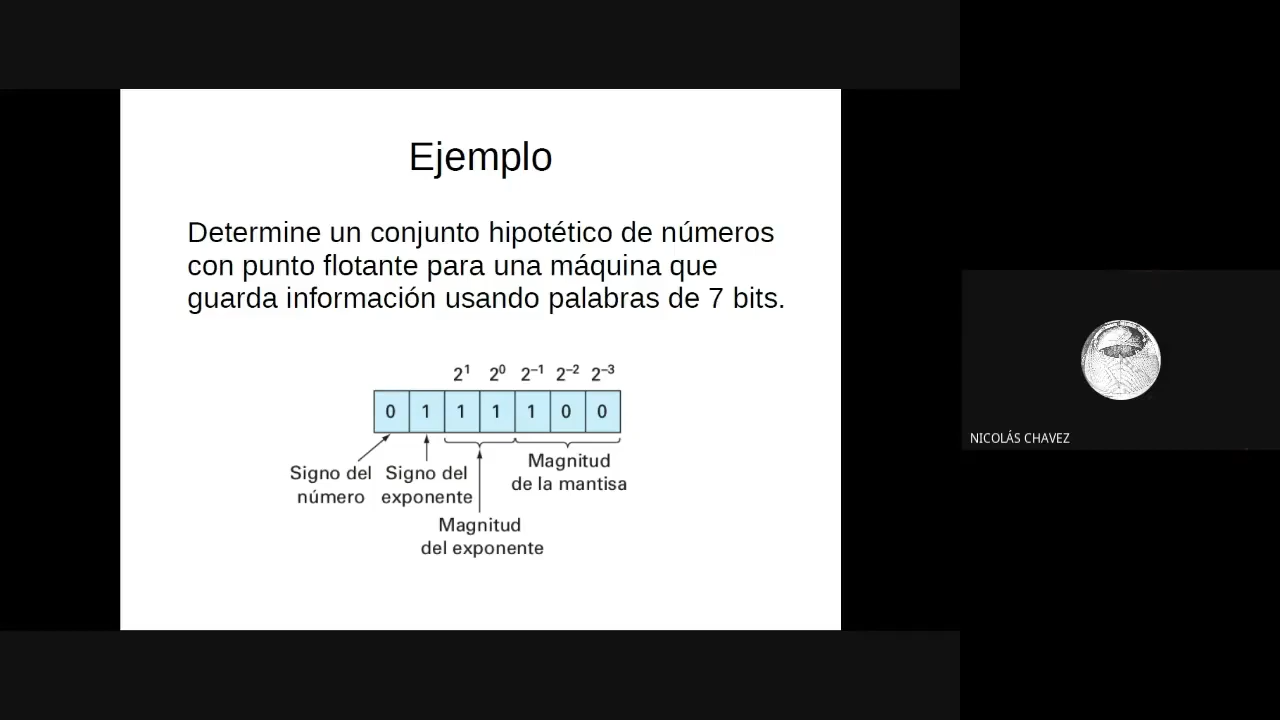 Ejemplo
Determine un conjunto hipotético de números
con punto flotante para una máquina que
guarda información usando palabras de 7 bits.
2¹ 2⁰ 2⁻¹ 2⁻² 2⁻³
0 1 1 1 1 0 0
Signo del
número
Signo del
exponente
Magnitud
del exponente
Magnitud
de la mantisa
NICOLÁS CHAVEZ